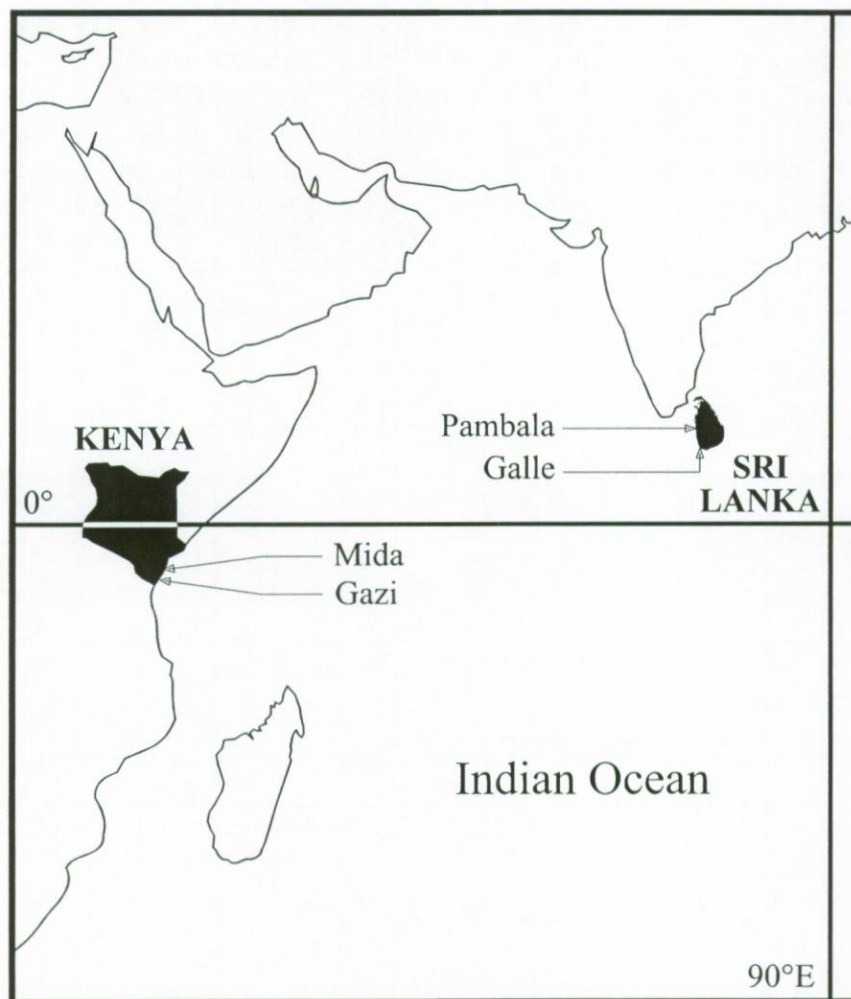 KENYA
Pambala
Galle
SRI
LANKA
0°
Mida
Gazi
Indian Ocean
90°E